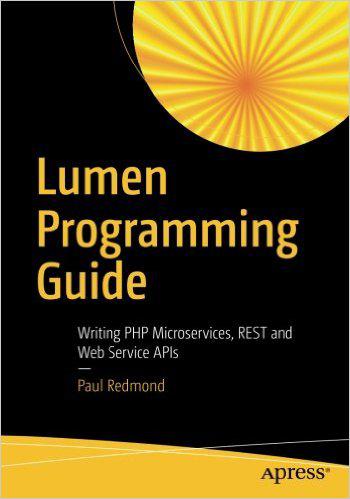 Lumen
Programming
Guide
Writing PHP Microservices, REST and
Web Service APIs
—
Paul Redmond
Apress®